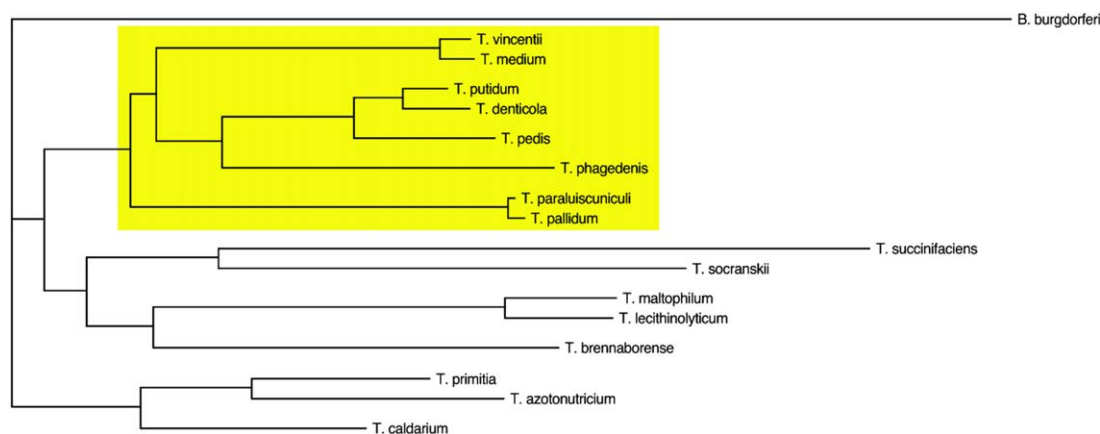 B. burgdorferi
T. vincentii
T. medium
T. putidum
T. denticola
T. pedis
T. phagedenis
T. paraluiscuniculi
T. pallidum
T. succinifaciens
T. socranskii
T. maltophilum
T. lecithinolyticum
T. brennaborense
T. primitia
T. azotonutricium
T. caldarium